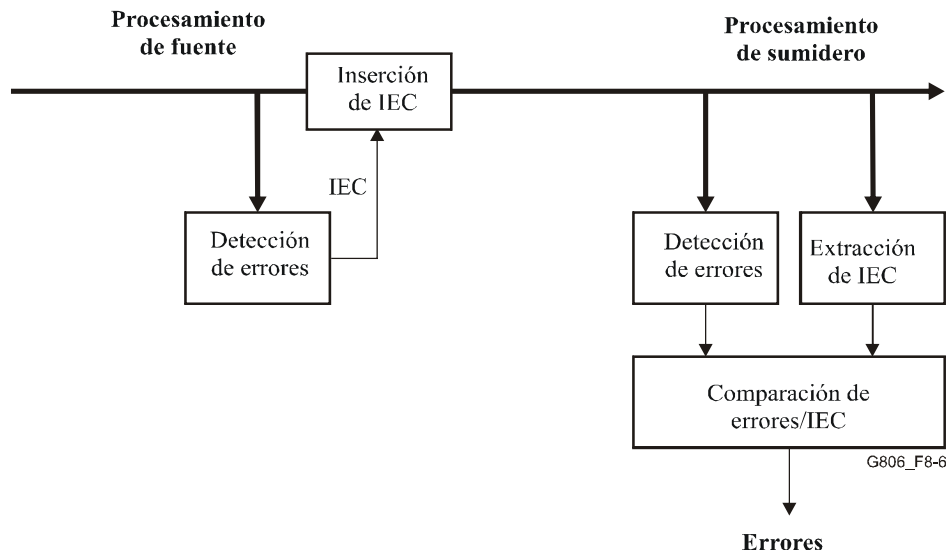 Procesamiento
de fuente
Procesamiento
de sumidero
Inserción
de IEC
IEC
Detección
de errores
Detección
de errores
Extracción
de IEC
Comparación de
errores/IEC
G806_F8-6
Errores